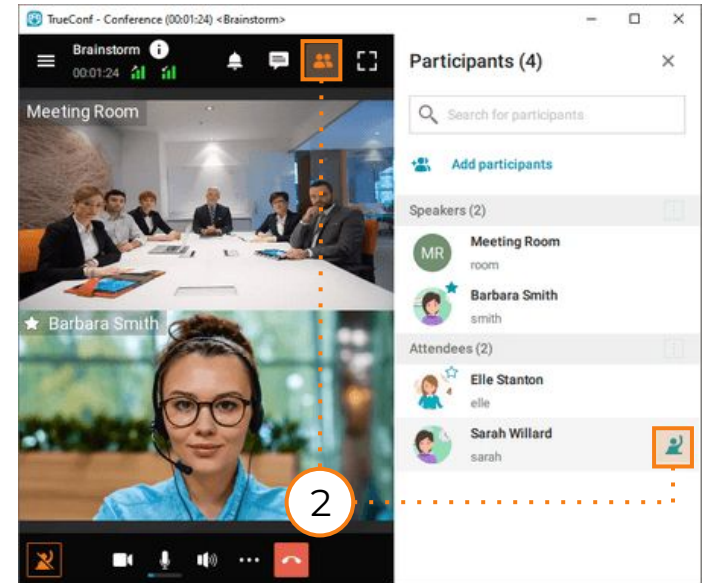 TrueConf - Conference (00:01:24) <Brainstorm>
Brainstorm
00:01:24
Meeting Room
Barbara Smith
2
Participants (4)
Search for participants
Add participants
Speakers (2)
MR
Meeting Room
room
Barbara Smith
smith
Attendees (2)
Elle Stanton
elle
Sarah Willard
sarah